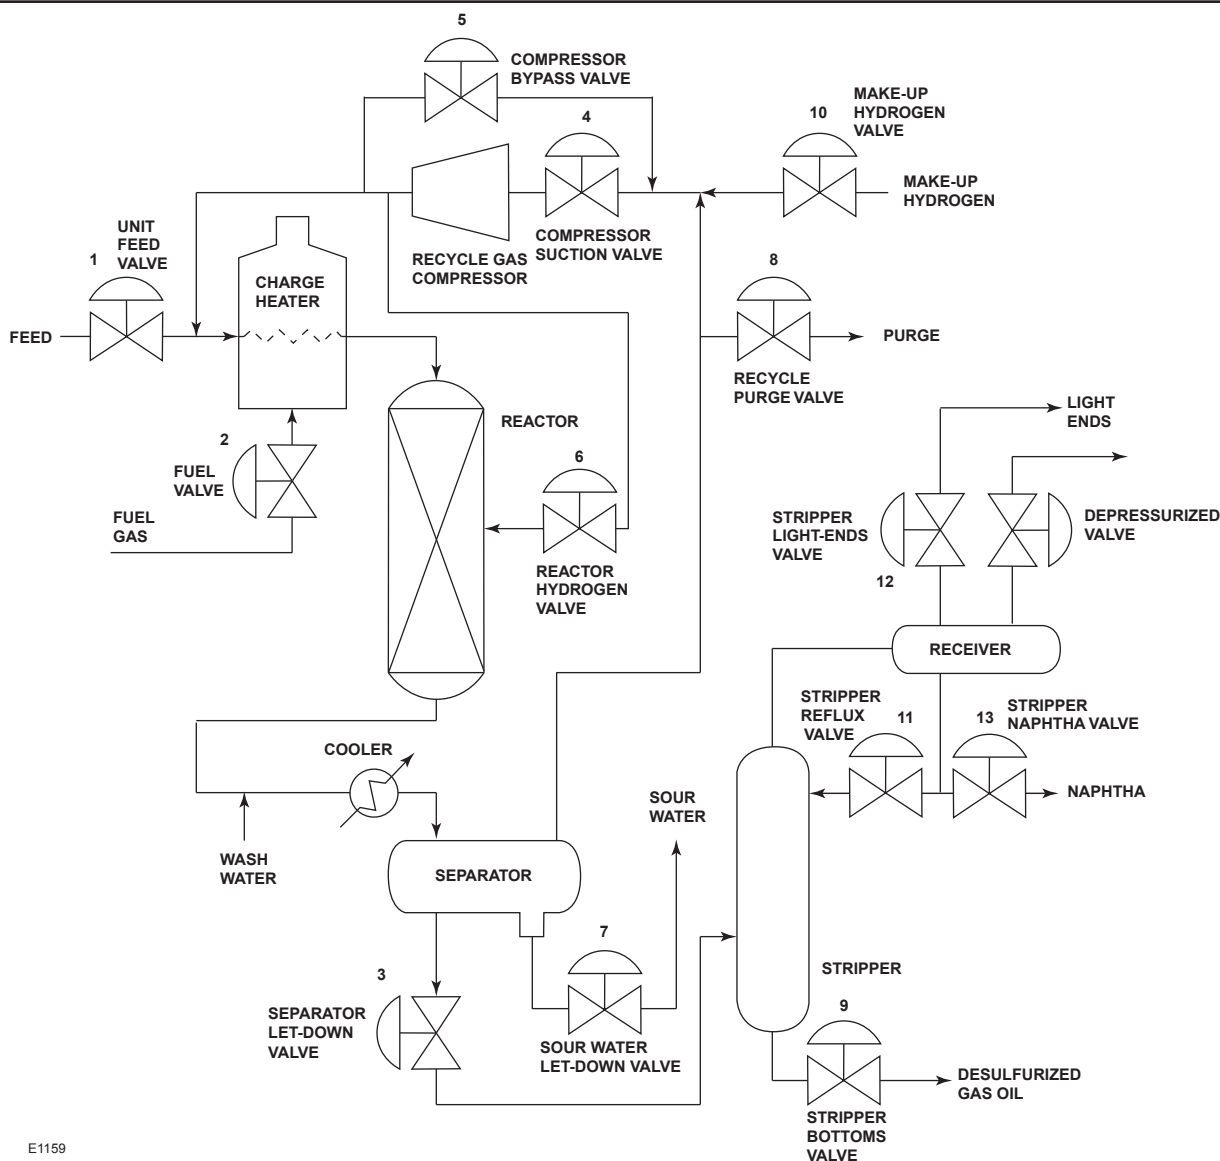 5
COMPRESSOR
BYPASS VALVE
4
10
MAKE-UP
HYDROGEN
VALVE
MAKE-UP
HYDROGEN
UNIT
FEED
VALVE
1
CHARGE
HEATER
RECYCLE GAS
COMPRESSOR
COMPRESSOR
SUCTION VALVE
8
FEED
PURGE
RECYCLE
PURGE VALVE
LIGHT
ENDS
REACTOR
2
FUEL
VALVE
6
FUEL
GAS
STRIPPER
LIGHT-ENDS
VALVE
12
DEPRESSURIZED
VALVE
REACTOR
HYDROGEN
VALVE
RECEIVER
STRIPPER
REFLUX
VALVE
11
13
STRIPPER
NAPHTHA VALVE
COOLER
NAPHTHA
SOUR
WATER
WASH
WATER
SEPARATOR
7
STRIPPER
3
SEPARATOR
LET-DOWN
VALVE
9
SOUR WATER
LET-DOWN VALVE
DESULFURIZED
GAS OIL
STRIPPER
BOTTOMS
VALVE
E1159